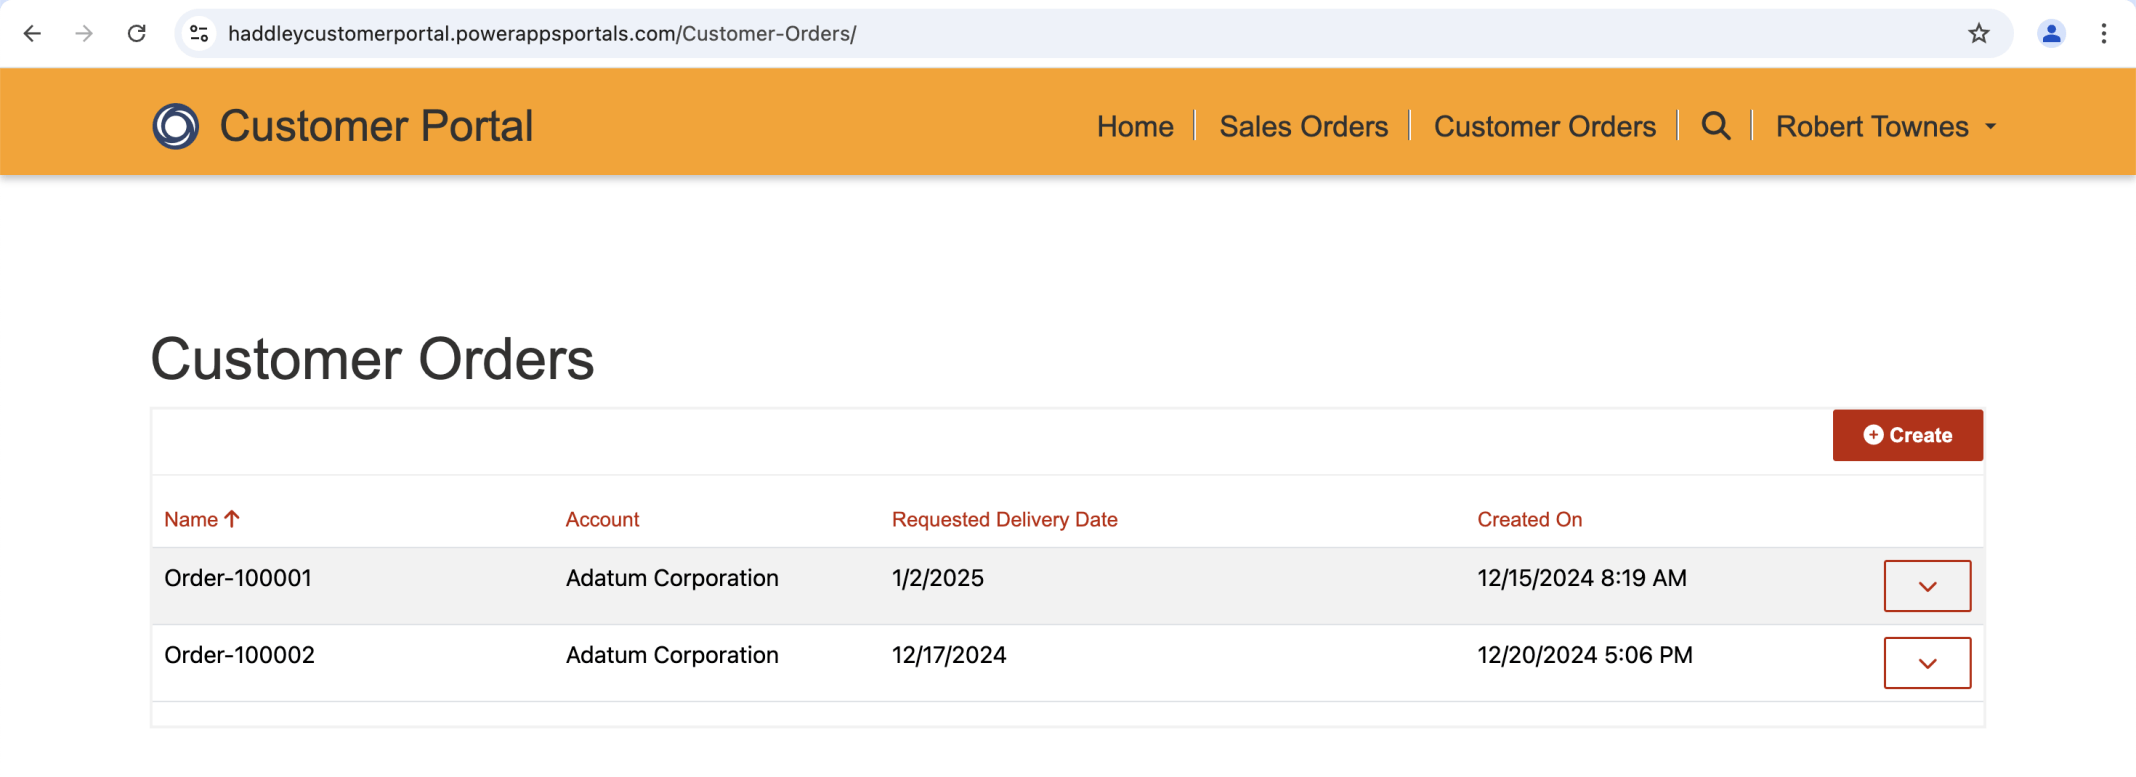 haddleycustomerportal.powerappsportals.com/Customer-Orders/
Customer Portal Home Sales Orders Customer Orders Robert Townes
Customer Orders
Create
Name Account Requested Delivery Date Created On
Order-100001 Adatum Corporation 1/2/2025 12/15/2024 8:19 AM
Order-100002 Adatum Corporation 12/17/2024 12/20/2024 5:06 PM